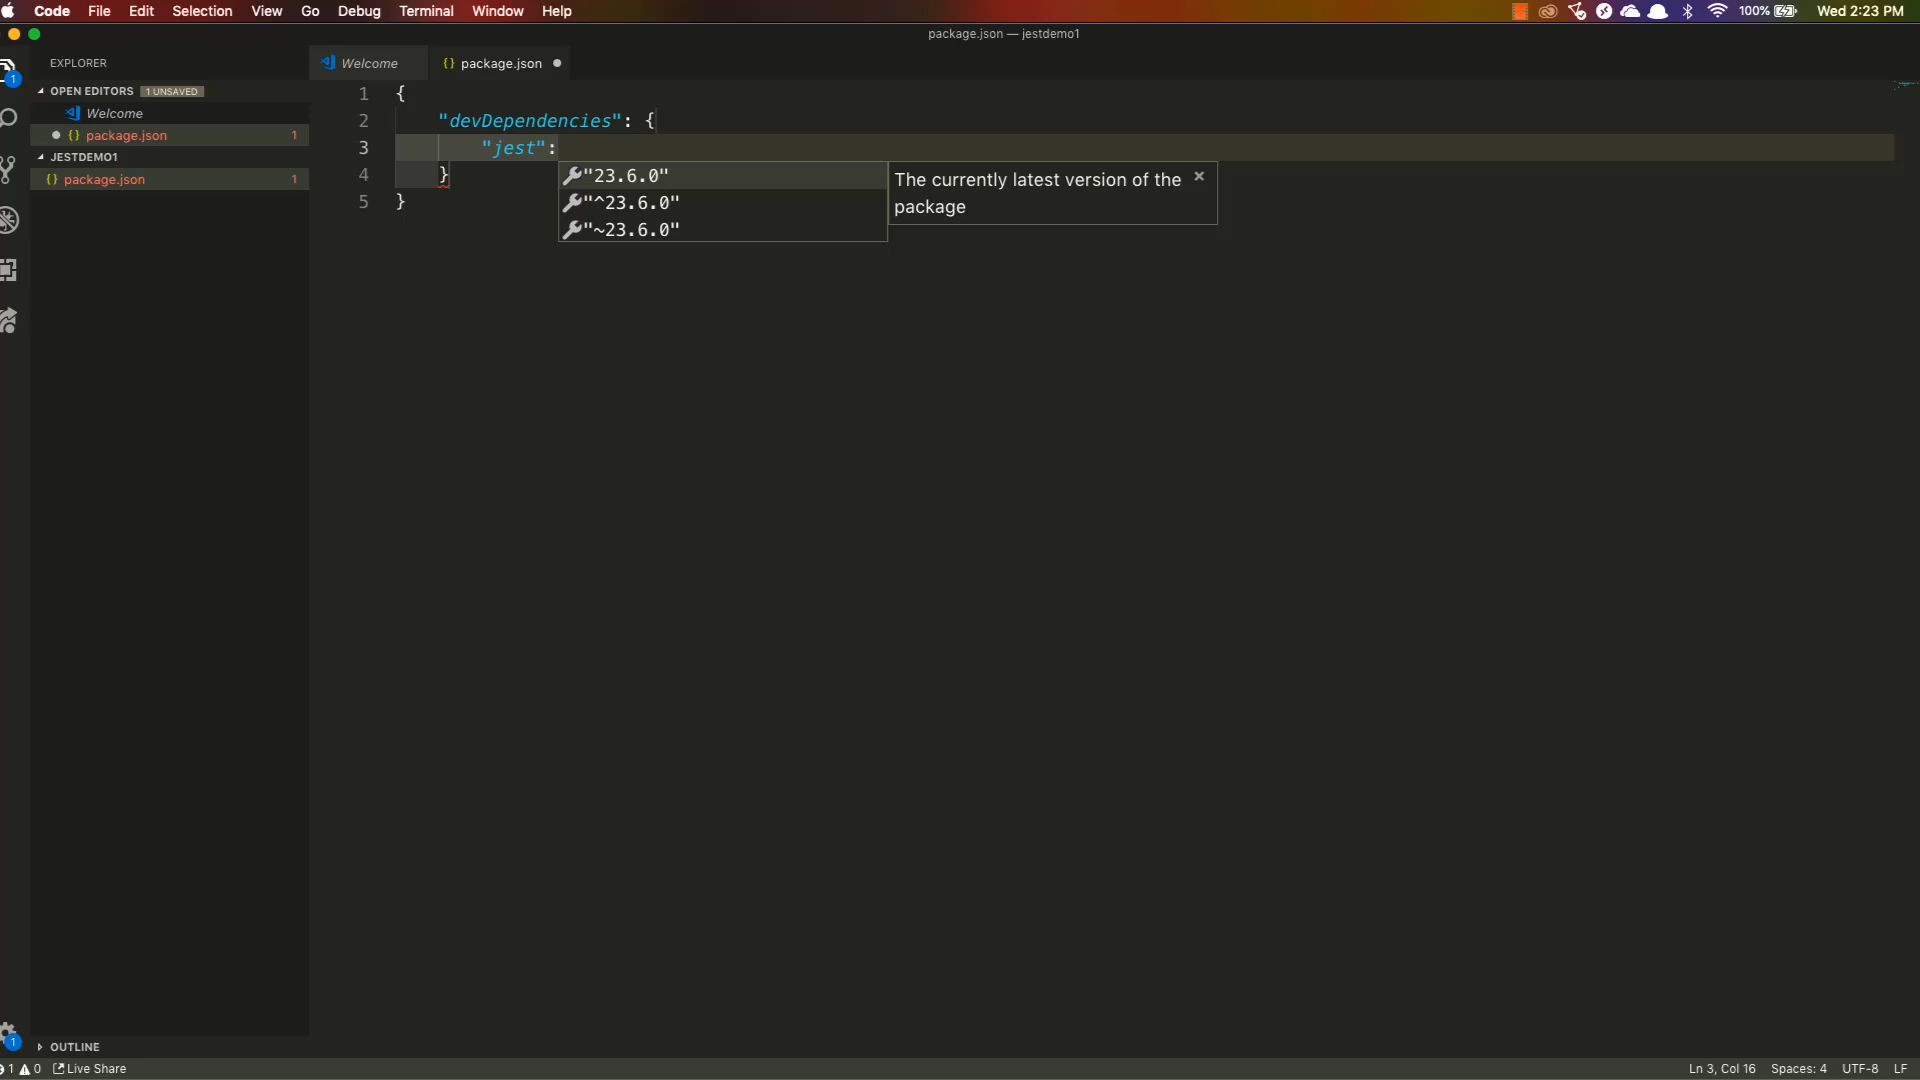 Code File Edit Selection View Go Debug Terminal Window Help 100% Wed 2:23 PM
package.json — jestdemo1
EXPLORER
OPEN EDITORS 1 UNSAVED
Welcome
{} package.json 1
JESTDEMO1
{} package.json 1
1
1
Welcome {} package.json
1 {
2 "devDependencies": {
3 "jest":
4 }
5 }
"23.6.0"
"^23.6.0"
"~23.6.0"
The currently latest version of the
package
OUTLINE
1 0 Live Share Ln 3, Col 16 Spaces: 4 UTF-8 LF